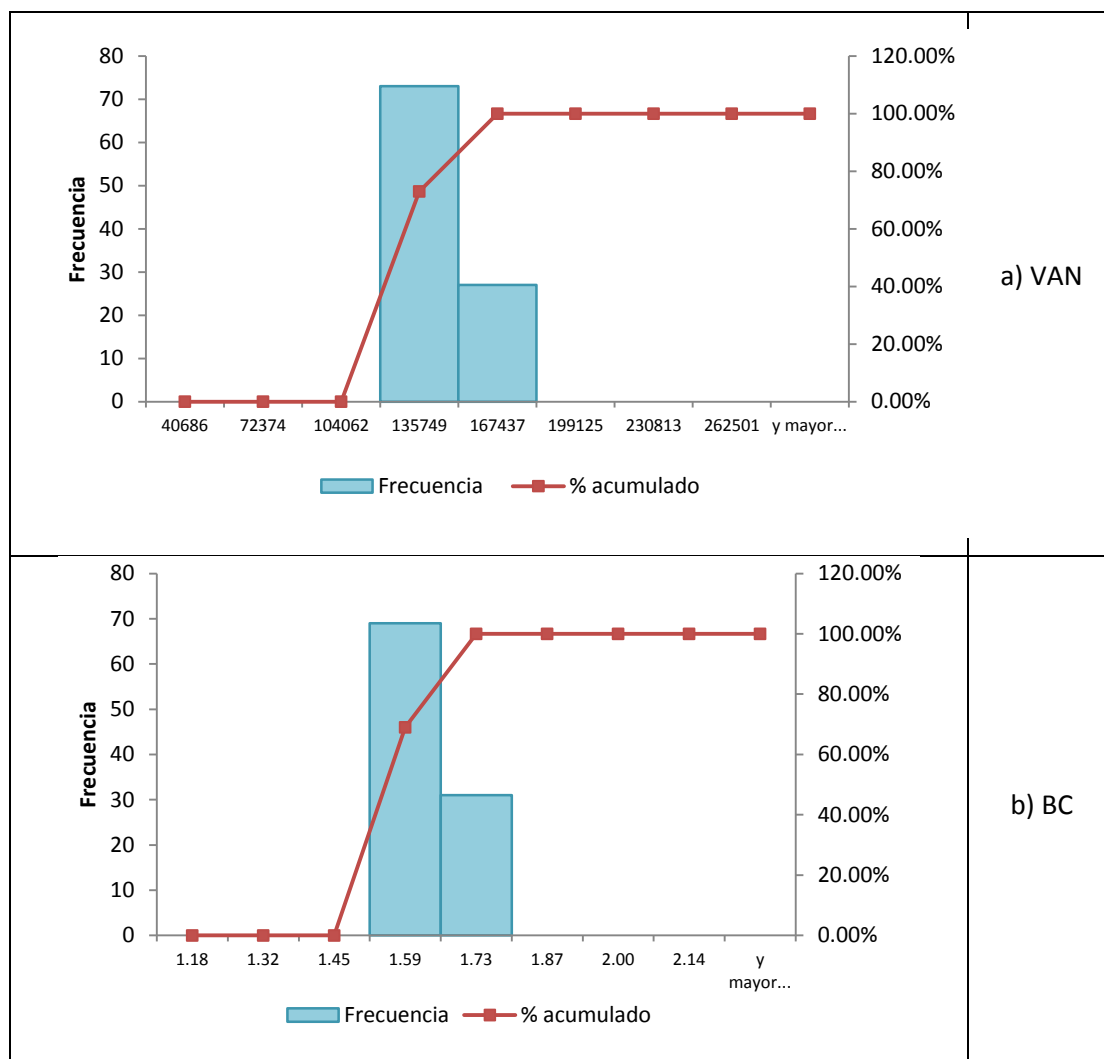 80 120.00%
70 100.00%
60 80.00%
50
40 60.00%
30 40.00%
20 20.00%
10
0 0.00%
Frecuencia
40686 72374 104062 135749 167437 199125 230813 262501 y mayor...
Frecuencia % acumulado
a) VAN
80 120.00%
70 100.00%
60 80.00%
50
40 60.00%
30 40.00%
20 20.00%
10
0 0.00%
Frecuencia
1.18 1.32 1.45 1.59 1.73 1.87 2.00 2.14 y
mayor...
Frecuencia % acumulado
b) BC